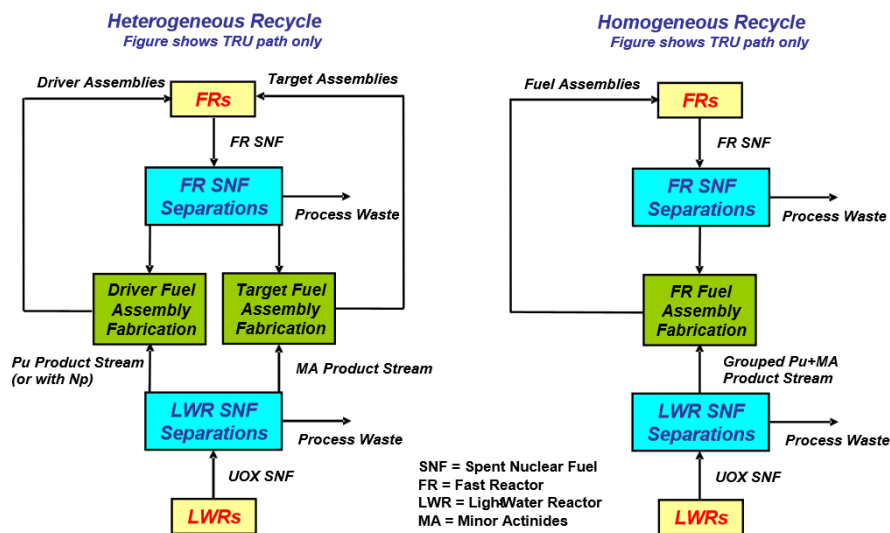 Heterogeneous Recycle
Figure shows TRU path only
Driver Assemblies
Target Assemblies
FRs
FR SNF
FR SNF
Separations
Process Waste
Driver Fuel
Assembly
Fabrication
Target Fuel
Assembly
Fabrication
Pu Product Stream
(or with Np)
MA Product Stream
LWR SNF
Separations
Process Waste
UOX SNF
LWRs
Homogeneous Recycle
Figure shows TRU path only
Fuel Assemblies
FRs
FR SNF
FR SNF
Separations
Process Waste
FR Fuel
Assembly
Fabrication
Grouped Pu+MA
Product Stream
LWR SNF
Separations
Process Waste
UOX SNF
LWRs
SNF = Spent Nuclear Fuel
FR = Fast Reactor
LWR = Light Water Reactor
MA = Minor Actinides